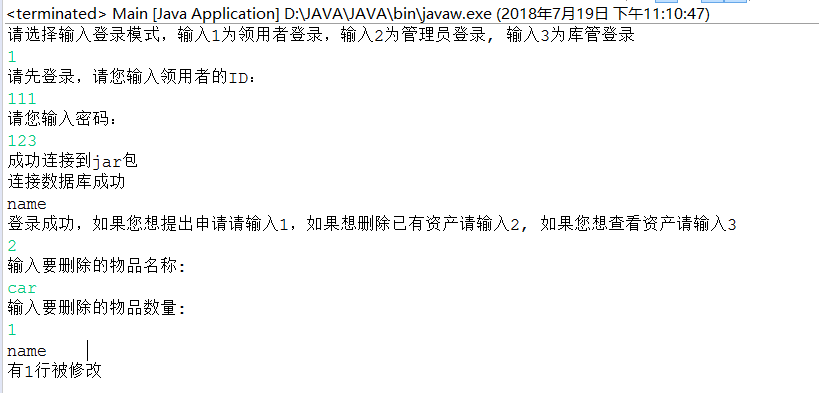 <terminated> Main [Java Application] D:\JAVA\JAVA\bin\javaw.exe (2018年7月19日 下午11:10:47)
请选择输入登录模式，输入1为领用者登录，输入2为管理员登录, 输入3为库管登录
1
请先登录，请您输入领用者的ID：
111
请您输入密码：
123
成功连接到jar包
连接数据库成功
name
登录成功，如果您想提出申请请输入1，如果想删除已有资产请输入2, 如果您想查看资产请输入3
2
输入要删除的物品名称：
car
输入要删除的物品数量：
1
name
有1行被修改